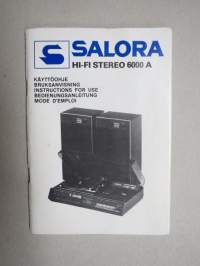 SALORA
HI-FI STEREO 6000 A
KÄYTTÖOHJE
BRUKSANVISNING
INSTRUCTIONS FOR USE
BEDIENUNGSANLEITUNG
MODE D'EMPLOI